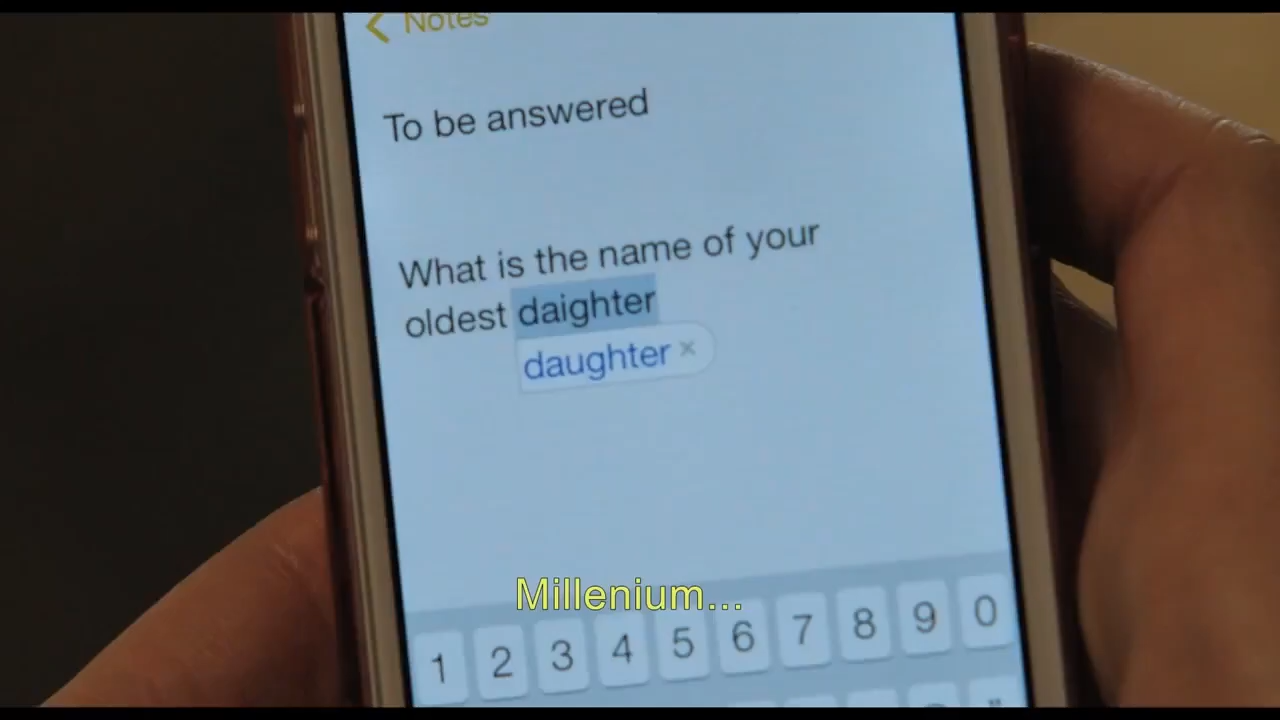 Notes
To be answered
What is the name of your
oldest daighter
daughter ×
Millenium...
1 2 3 4 5 6 7 8 9 0